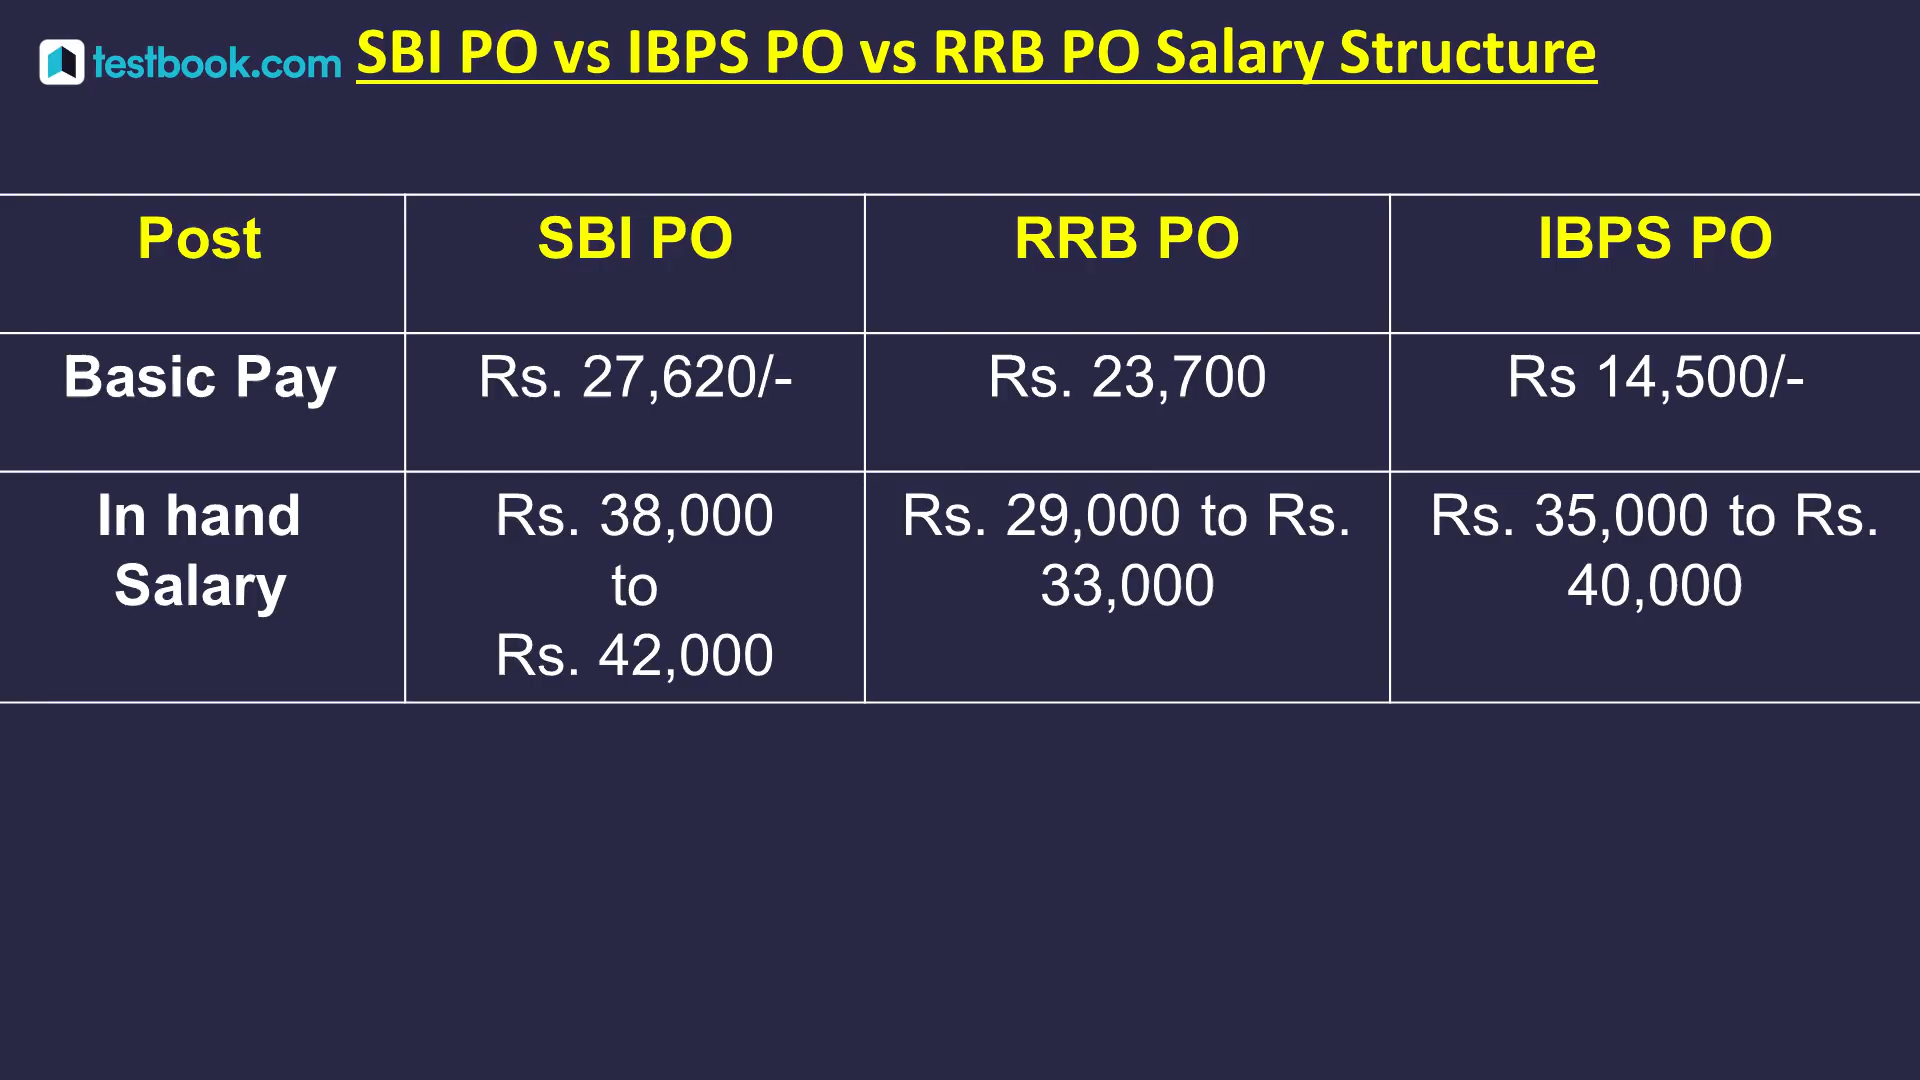 testbook.com SBI PO vs IBPS PO vs RRB PO Salary Structure
Post SBI PO RRB PO IBPS PO
Basic Pay Rs. 27,620/- Rs. 23,700 Rs 14,500/-
In hand Rs. 38,000 Rs. 29,000 to Rs. Rs. 35,000 to Rs.
Salary to 33,000 40,000
Rs. 42,000